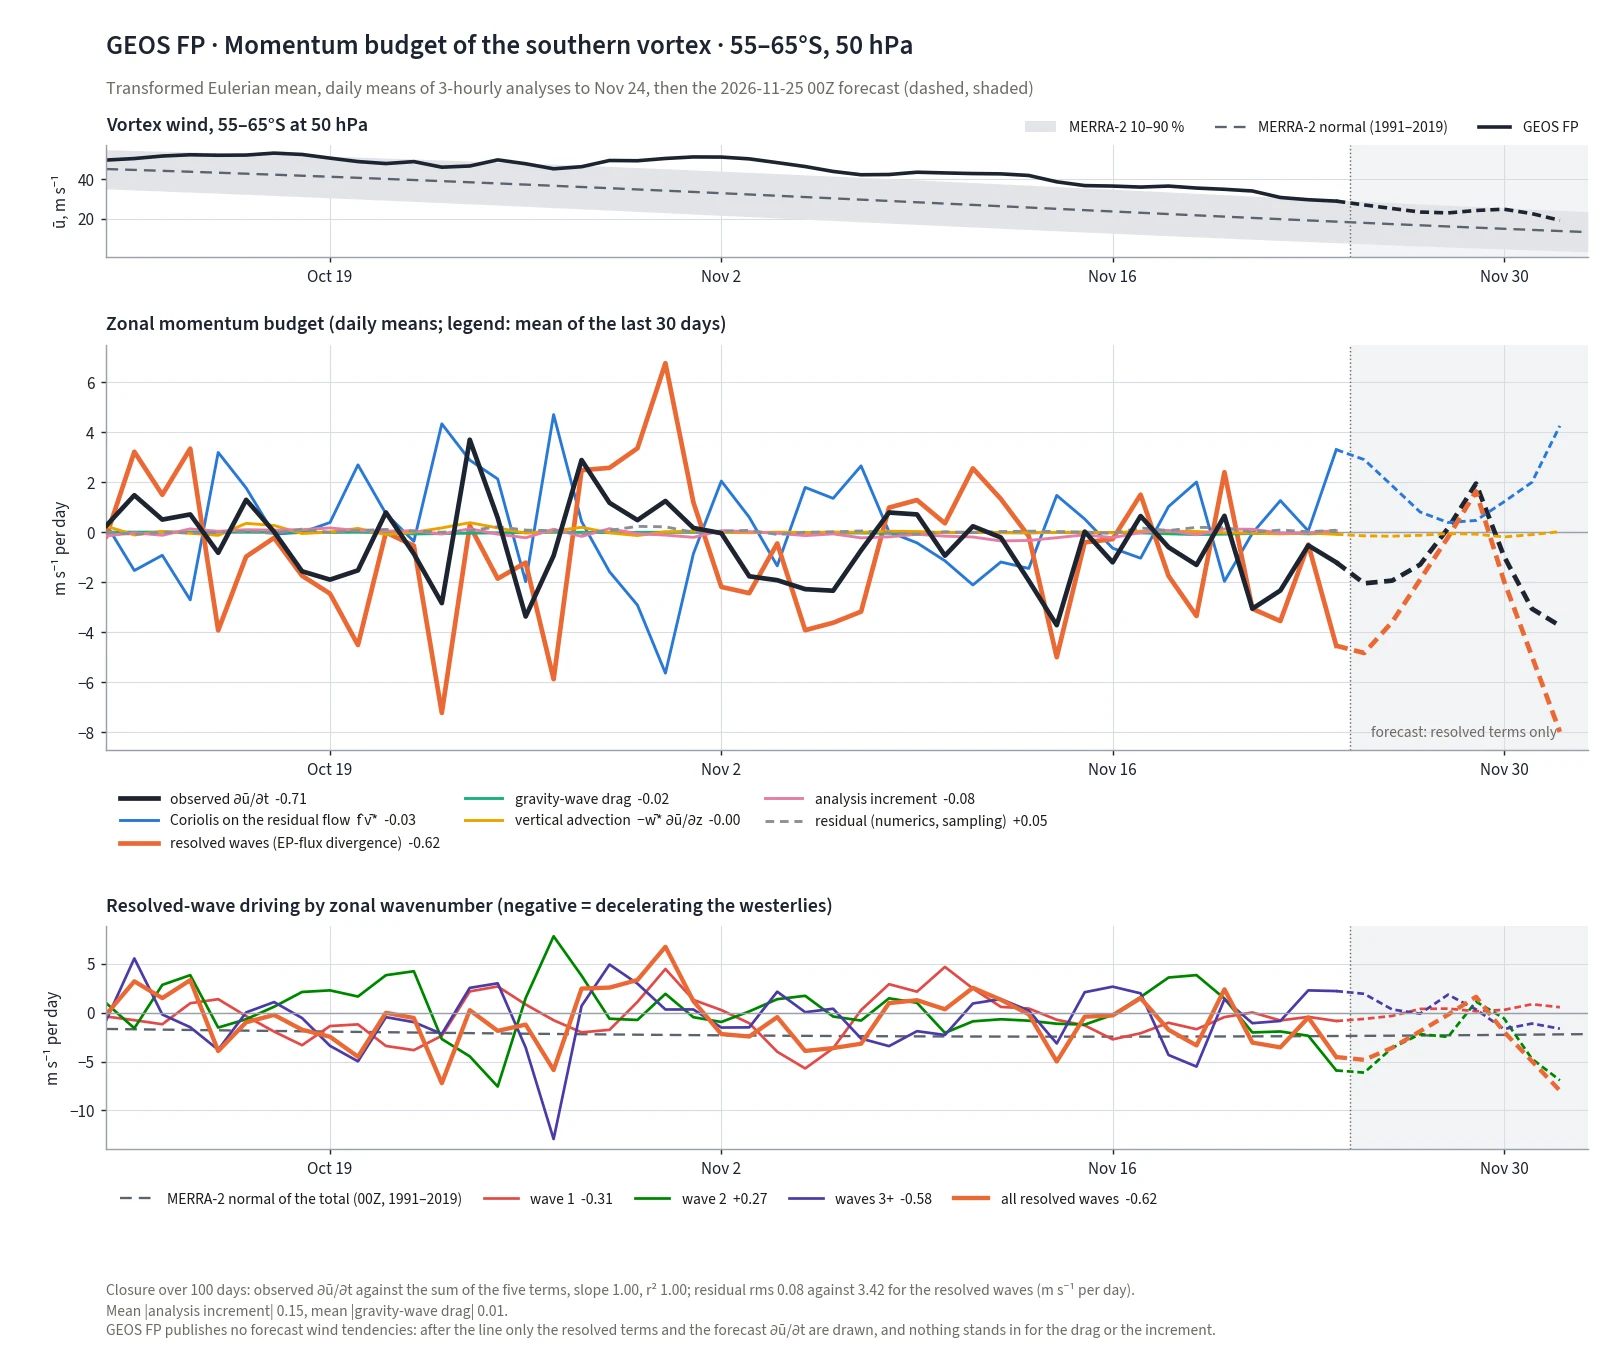 GEOS FP · Momentum budget of the southern vortex · 55–65°S, 50 hPa
Transformed Eulerian mean, daily means of 3-hourly analyses to Nov 24, then the 2026-11-25 00Z forecast (dashed, shaded)
Vortex wind, 55–65°S at 50 hPa
MERRA-2 10–90 %
MERRA-2 normal (1991–2019)
GEOS FP
ū, m s⁻¹
40
20
Oct 19
Nov 2
Nov 16
Nov 30
Zonal momentum budget (daily means; legend: mean of the last 30 days)
m s⁻¹ per day
6
4
2
0
−2
−4
−6
−8
forecast: resolved terms only
Oct 19
Nov 2
Nov 16
Nov 30
observed ∂ū/∂t -0.71
gravity-wave drag -0.02
analysis increment -0.08
Coriolis on the residual flow f v̄* -0.03
vertical advection −w̄* ∂ū/∂z -0.00
residual (numerics, sampling) +0.05
resolved waves (EP-flux divergence) -0.62
Resolved-wave driving by zonal wavenumber (negative = decelerating the westerlies)
m s⁻¹ per day
5
0
−5
−10
Oct 19
Nov 2
Nov 16
Nov 30
MERRA-2 normal of the total (00Z, 1991–2019)
wave 1 -0.31
wave 2 +0.27
waves 3+ -0.58
all resolved waves -0.62
Closure over 100 days: observed ∂ū/∂t against the sum of the five terms, slope 1.00, r² 1.00; residual rms 0.08 against 3.42 for the resolved waves (m s⁻¹ per day).
Mean |analysis increment| 0.15, mean |gravity-wave drag| 0.01.
GEOS FP publishes no forecast wind tendencies: after the line only the resolved terms and the forecast ∂ū/∂t are drawn, and nothing stands in for the drag or the increment.